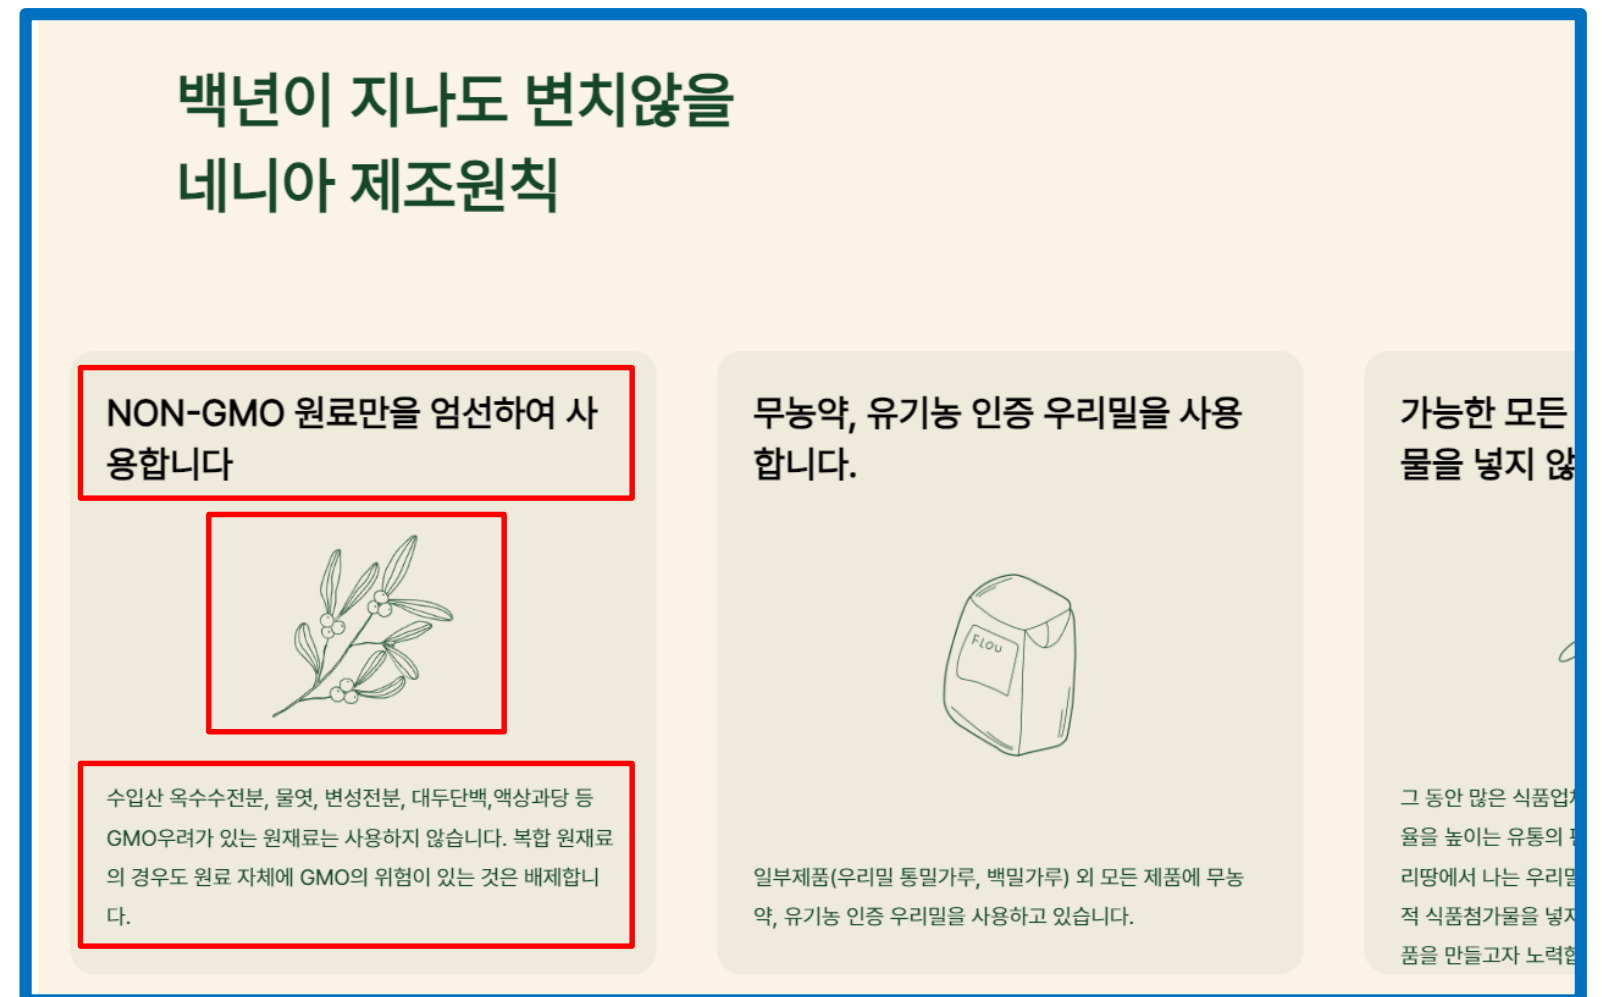 백년이 지나도 변치않을
네니아 제조원칙
NON-GMO 원료만을 엄선하여 사
용합니다
수입산 옥수수전분, 물엿, 변성전분, 대두단백,액상과당 등
GMO우려가 있는 원재료는 사용하지 않습니다. 복합 원재료
의 경우도 원료 자체에 GMO의 위험이 있는 것은 배제합니
다.
무농약, 유기농 인증 우리밀을 사용
합니다.
FLOU
일부제품(우리밀 통밀가루, 백밀가루) 외 모든 제품에 무농
약, 유기농 인증 우리밀을 사용하고 있습니다.
가능한 모든
물을 넣지 않
그 동안 많은 식품업
율을 높이는 유통의
리땅에서 나는 우리밀
적 식품첨가물을 넣지
품을 만들고자 노력합